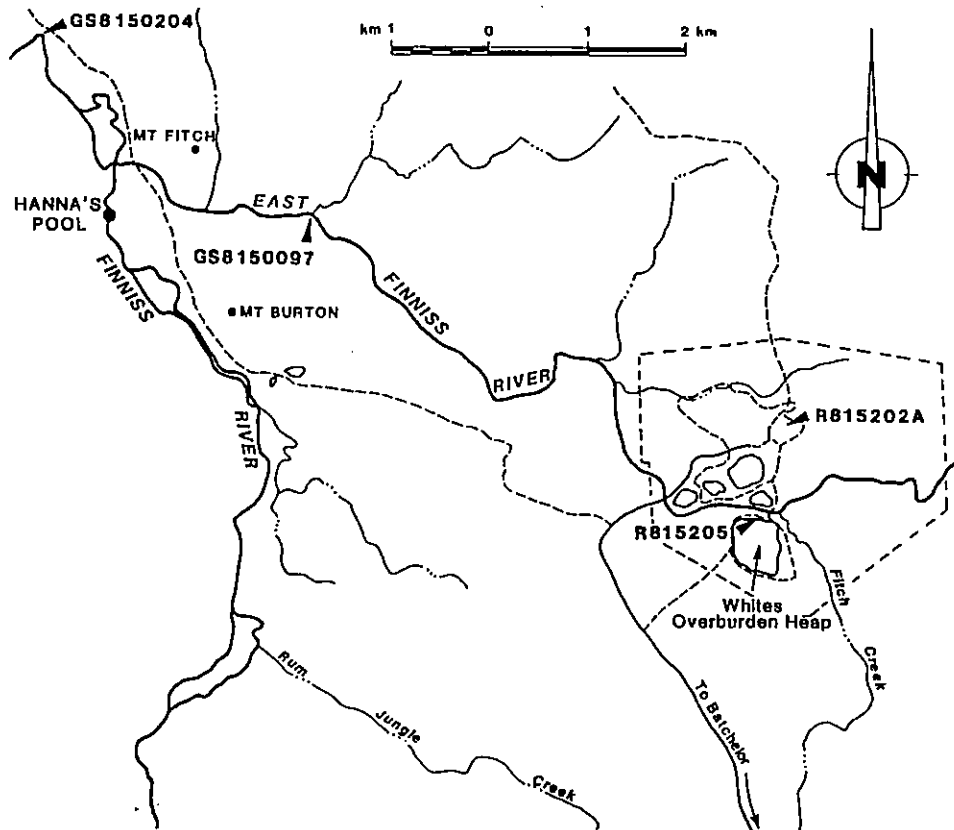 GS8150204
km 1 0 1 2 km
MT FITCH
N
HANNA'S
POOL
EAST
GS8150097
FINNISS
FINNISS
MT BURTON
RIVER
RIVER
R815202A
R815205
Whites
Overburden Heap
Fitch
Creek
Rum
Jungle
Creek
To Batchelor